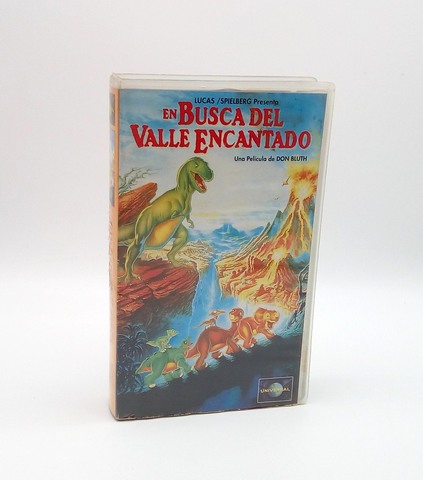 LUCAS / SPIELBERG Presenta
EN BUSCA DEL
VALLE ENCANTADO
Una Película de DON BLUTH
UNIVERSAL